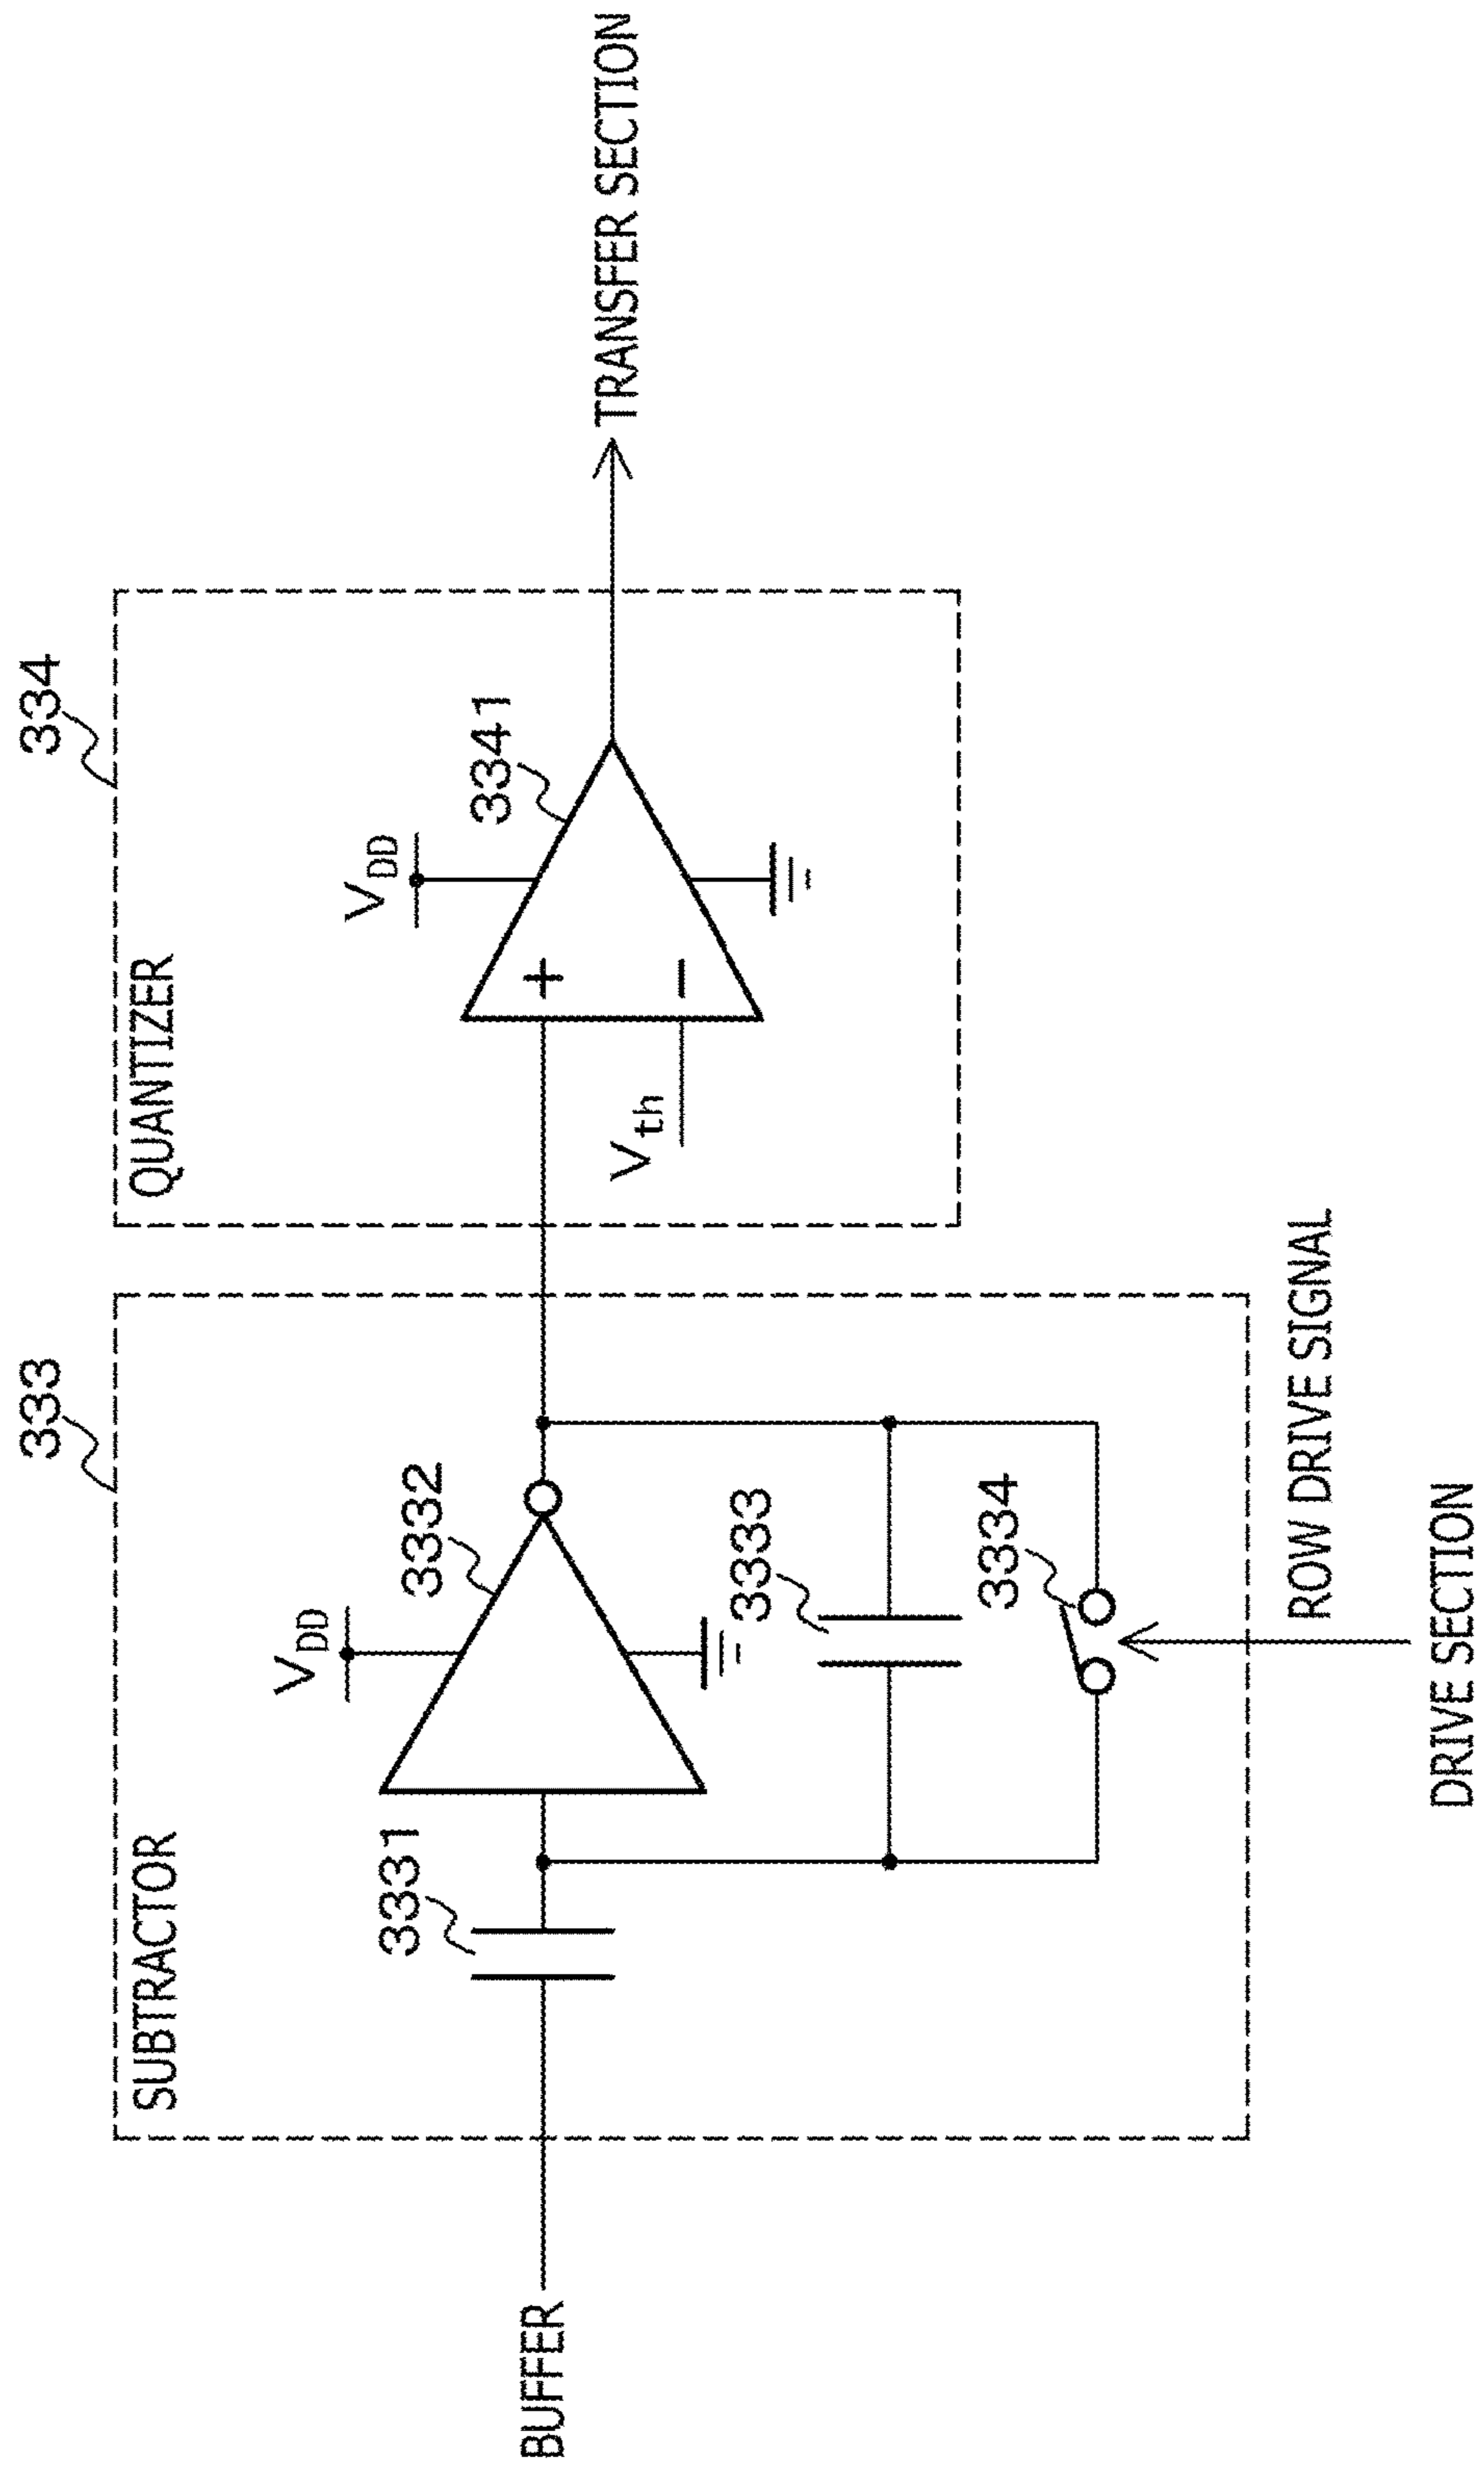 333
334
SUBTRACTOR
QUANTIZER
VDD
3332
VDD
3341
3331
BUFFER
TRANSFER SECTION
Vth
+
−
3333
3334
ROW DRIVE SIGNAL
DRIVE SECTION